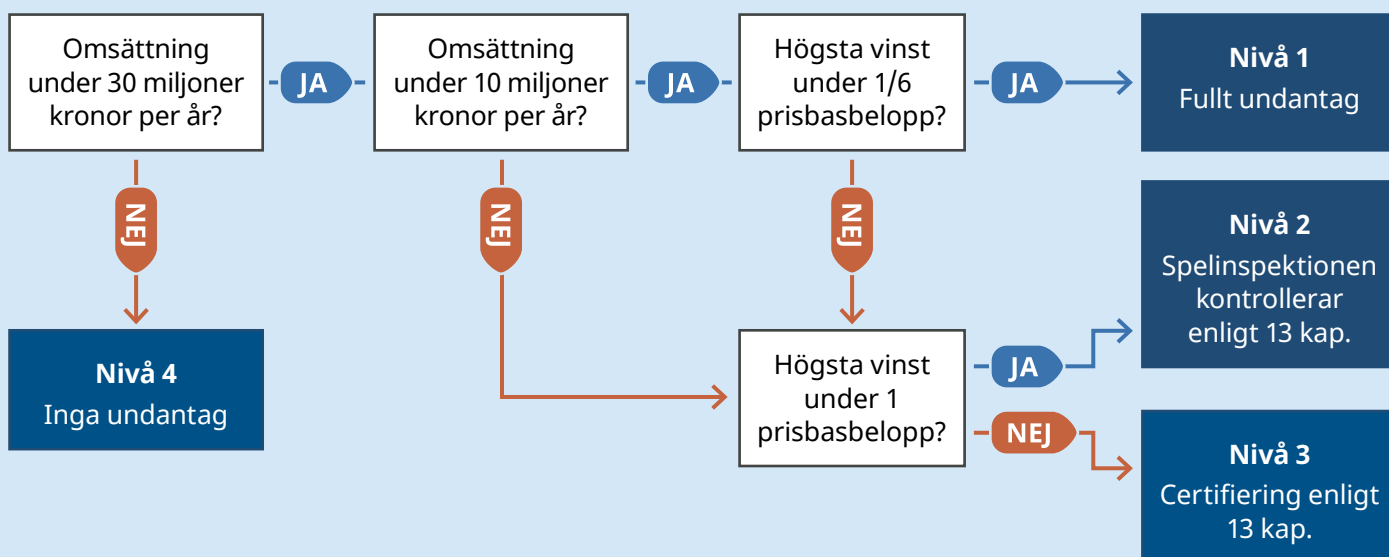 Omsättning
under 30 miljoner
kronor per år?
JA
Omsättning
under 10 miljoner
kronor per år?
JA
Högsta vinst
under 1/6
prisbasbelopp?
JA
Nivå 1
Fullt undantag
NEJ
NEJ
NEJ
Nivå 2
Spelinspektionen
kontrollerar
enligt 13 kap.
Nivå 4
Inga undantag
Högsta vinst
under 1
prisbasbelopp?
JA
NEJ
Nivå 3
Certifiering enligt
13 kap.